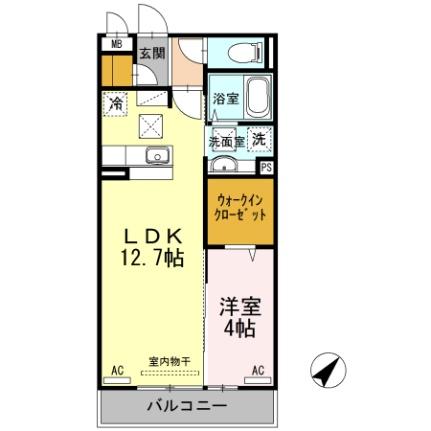 MB
玄関
冷
浴室
洗面室
洗
PS
ウォークイン
クローゼット
LDK
12.7帖
洋室
4帖
室内物干
AC
AC
バルコニー